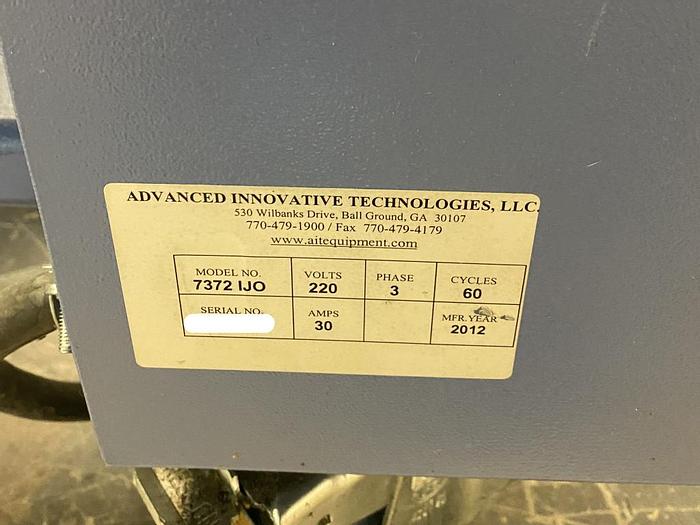 ADVANCED INNOVATIVE TECHNOLOGIES, LLC.
530 Wilbanks Drive, Ball Ground, GA 30107
770-479-1900 / Fax 770-479-4179
www.aitequipment.com
MODEL NO. VOLTS PHASE CYCLES
7372 IJO 220 3 60
SERIAL NO. AMPS MFR.YEAR
30 2012